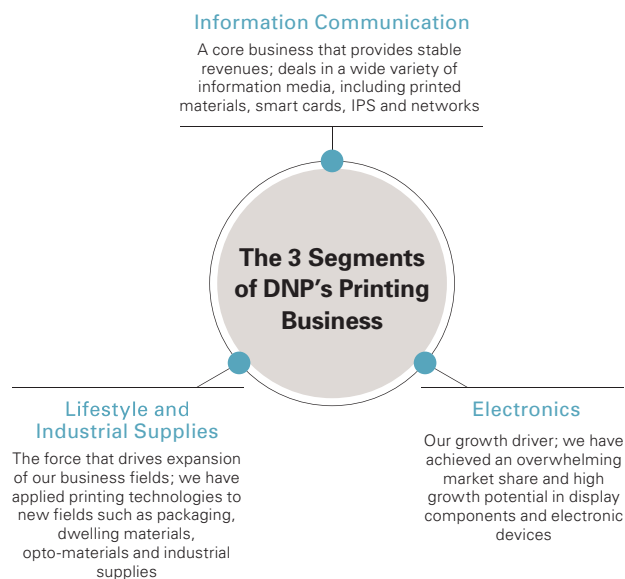 Information Communication
A core business that provides stable
revenues; deals in a wide variety of
information media, including printed
materials, smart cards, IPS and networks
The 3 Segments
of DNP's Printing
Business
Lifestyle and
Industrial Supplies
The force that drives expansion
of our business fields; we have
applied printing technologies to
new fields such as packaging,
dwelling materials,
opto-materials and industrial
supplies
Electronics
Our growth driver; we have
achieved an overwhelming
market share and high
growth potential in display
components and electronic
devices